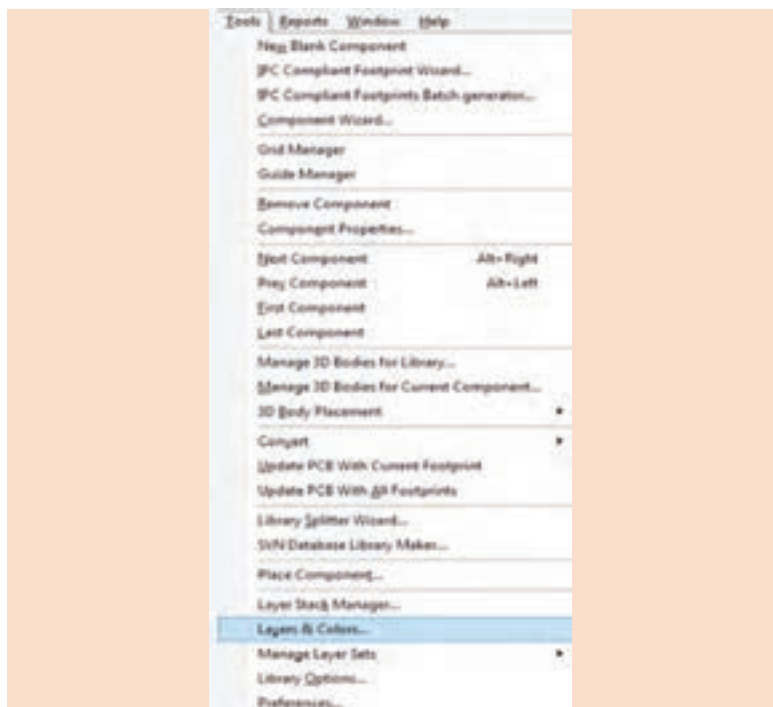 Tools Reports Window Help
New Blank Component
IPC Compliant Footprint Wizard...
IPC Compliant Footprints Batch generator...
Component Wizard...
Grid Manager
Guide Manager
Remove Component
Component Properties...
Next Component Alt+Right
Prev Component Alt+Left
First Component
Last Component
Manage 3D Bodies for Library...
Manage 3D Bodies for Current Component...
3D Body Placement
Convert
Update PCB With Current Footprint
Update PCB With All Footprints
Library Splitter Wizard...
SVN Database Library Maker...
Place Component...
Layer Stack Manager...
Layers & Colors...
Manage Layer Sets
Library Options...
Preferences...